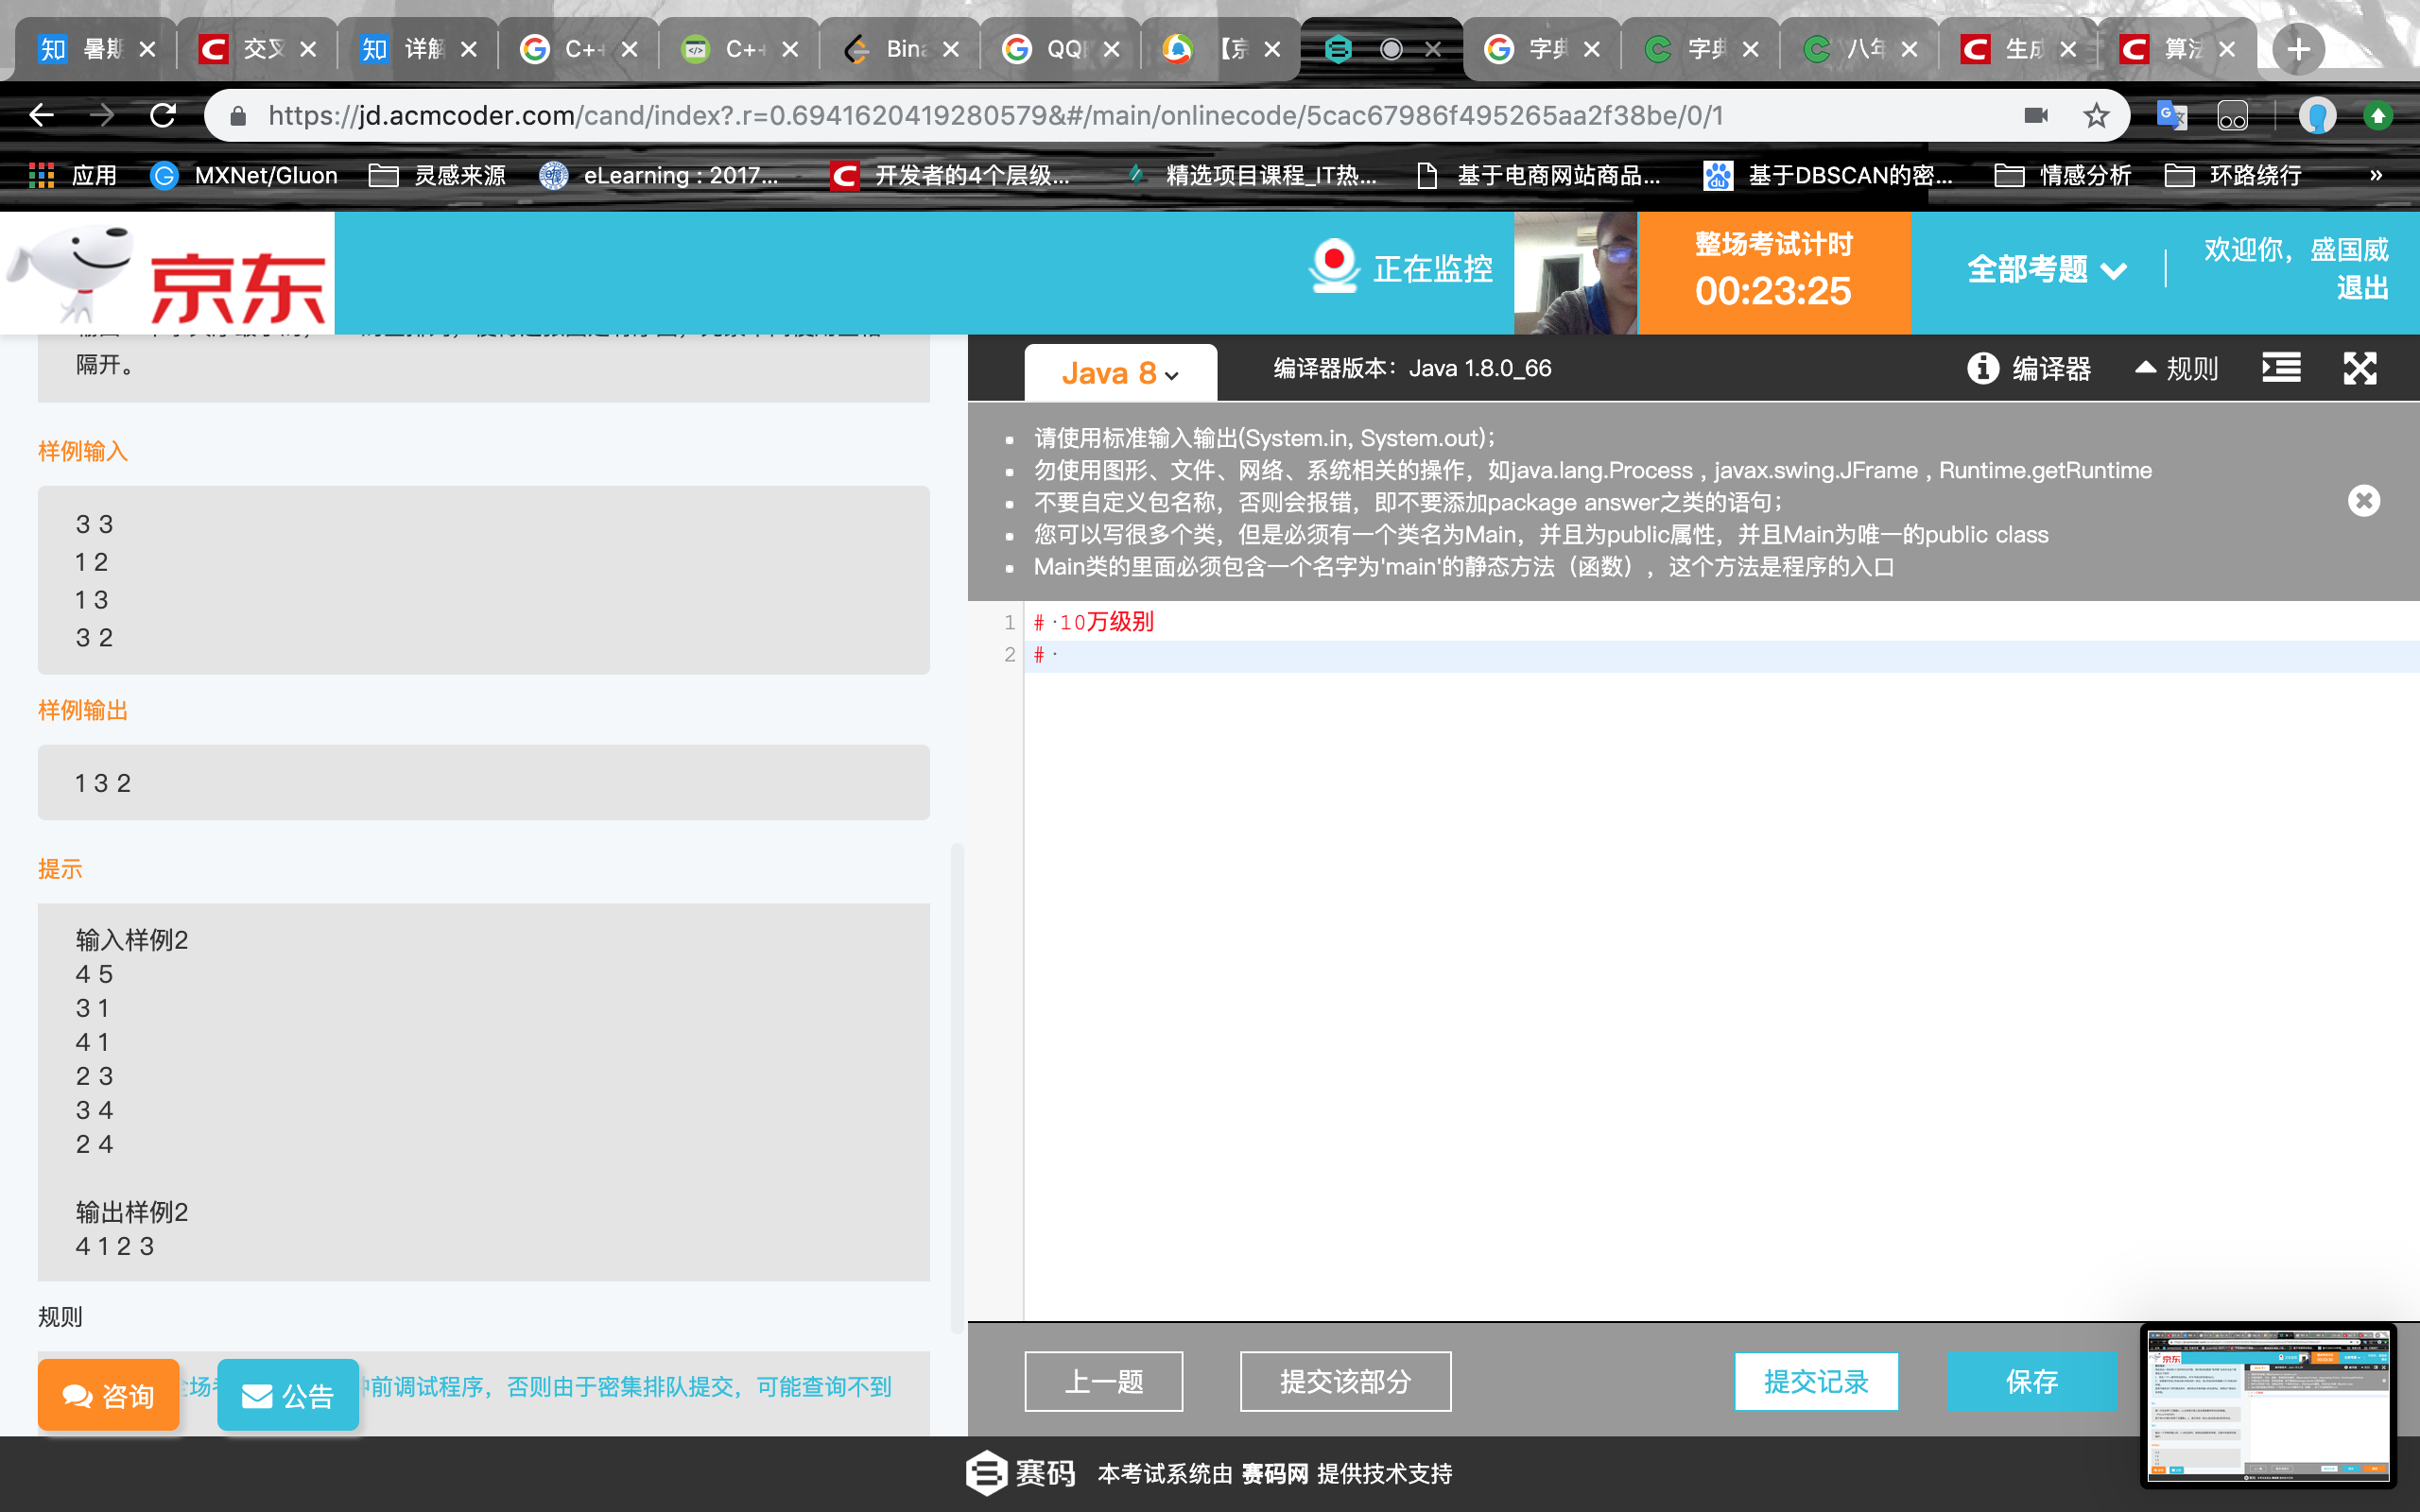 暑期
交叉
详解
C++
C++
Bina
QQ
【京
字典
字典
八年
生成
算法
https://jd.acmcoder.com/cand/index?.r=0.6941620419280579&#/main/onlinecode/5cac67986f495265aa2f38be/0/1
应用
MXNet/Gluon
灵感来源
eLearning : 2017...
开发者的4个层级...
精选项目课程_IT热...
基于电商网站商品...
基于DBSCAN的密...
情感分析
环路绕行
»
京东
正在监控
整场考试计时
00:23:25
全部考题
欢迎你，盛国威
退出
隔开。
样例输入
3 3
1 2
1 3
3 2
样例输出
1 3 2
提示
输入样例2
4 5
3 1
4 1
2 3
3 4
2 4
输出样例2
4 1 2 3
规则
咨询
公告
钟前调试程序，否则由于密集排队提交，可能查询不到
Java 8
编译器版本：Java 1.8.0_66
编译器
规则
请使用标准输入输出(System.in, System.out)；
勿使用图形、文件、网络、系统相关的操作，如java.lang.Process , javax.swing.JFrame , Runtime.getRuntime
不要自定义包名称，否则会报错，即不要添加package answer之类的语句；
您可以写很多个类，但是必须有一个类名为Main，并且为public属性，并且Main为唯一的public class
Main类的里面必须包含一个名字为'main'的静态方法（函数），这个方法是程序的入口
1 # ·10万级别
2 # ·
上一题
提交该部分
提交记录
保存
赛码
本考试系统由 赛码网 提供技术支持